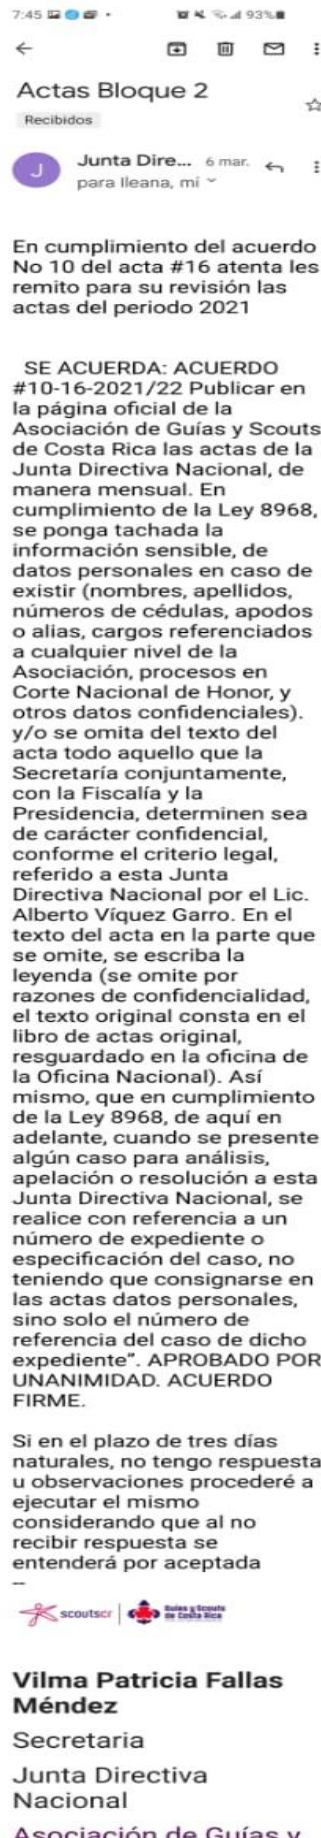 7:45
93%
Actas Bloque 2
Recibidos
J
Junta Dire... 6 mar.
para Ileana, mí
En cumplimiento del acuerdo
No 10 del acta #16 atenta les
remito para su revisión las
actas del periodo 2021
SE ACUERDA: ACUERDO
#10-16-2021/22 Publicar en
la página oficial de la
Asociación de Guías y Scouts
de Costa Rica las actas de la
Junta Directiva Nacional, de
manera mensual. En
cumplimiento de la Ley 8968,
se ponga tachada la
información sensible, de
datos personales en caso de
existir (nombres, apellidos,
números de cédulas, apodos
o alias, cargos referenciados
a cualquier nivel de la
Asociación, procesos en
Corte Nacional de Honor, y
otros datos confidenciales).
y/o se omita del texto del
acta todo aquello que la
Secretaría conjuntamente,
con la Fiscalía y la
Presidencia, determinen sea
de carácter confidencial,
conforme el criterio legal,
referido a esta Junta
Directiva Nacional por el Lic.
Alberto Víquez Garro. En el
texto del acta en la parte que
se omite, se escriba la
leyenda (se omite por
razones de confidencialidad,
el texto original consta en el
libro de actas original,
resguardado en la oficina de
la Oficina Nacional). Así
mismo, que en cumplimiento
de la Ley 8968, de aquí en
adelante, cuando se presente
algún caso para análisis,
apelación o resolución a esta
Junta Directiva Nacional, se
realice con referencia a un
número de expediente o
especificación del caso, no
teniendo que consignarse en
las actas datos personales,
sino solo el número de
referencia del caso de dicho
expediente". APROBADO POR
UNANIMIDAD. ACUERDO
FIRME.
Si en el plazo de tres días
naturales, no tengo respuesta
u observaciones procederé a
ejecutar el mismo
considerando que al no
recibir respuesta se
entenderá por aceptada
--
scoutscr
Guías y Scouts
de Costa Rica
Vilma Patricia Fallas
Méndez
Secretaria
Junta Directiva
Nacional
Asociación de Guías y